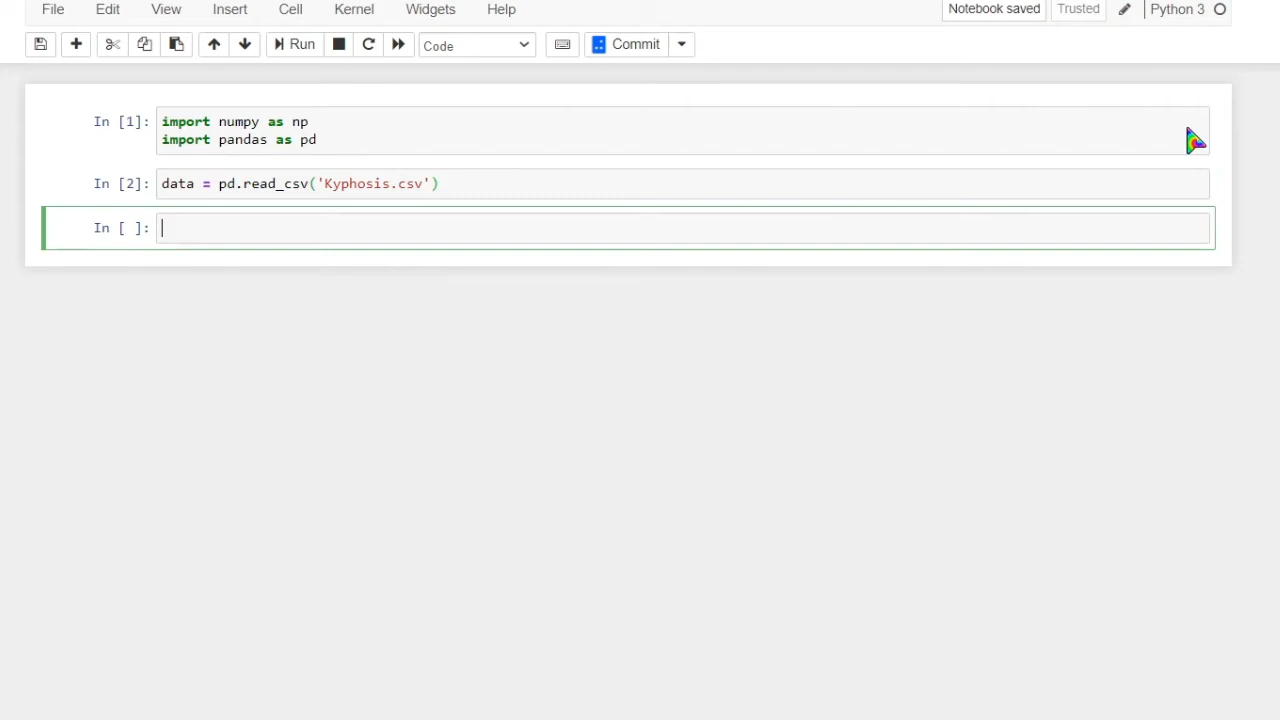 File Edit View Insert Cell Kernel Widgets Help Notebook saved Trusted Python 3
Run Code Commit
In [1]: import numpy as np
import pandas as pd
In [2]: data = pd.read_csv('Kyphosis.csv')
In [ ]: